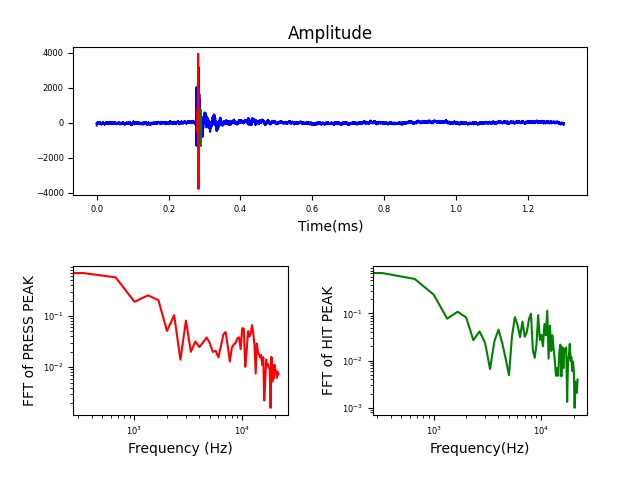 Amplitude
4000
2000
0
−2000
−4000
0.0 0.2 0.4 0.6 0.8 1.0 1.2
Time(ms)
FFT of PRESS PEAK
10⁻¹
10⁻²
10³ 10⁴
Frequency (Hz)
FFT of HIT PEAK
10⁻¹
10⁻²
10⁻³
10³ 10⁴
Frequency(Hz)